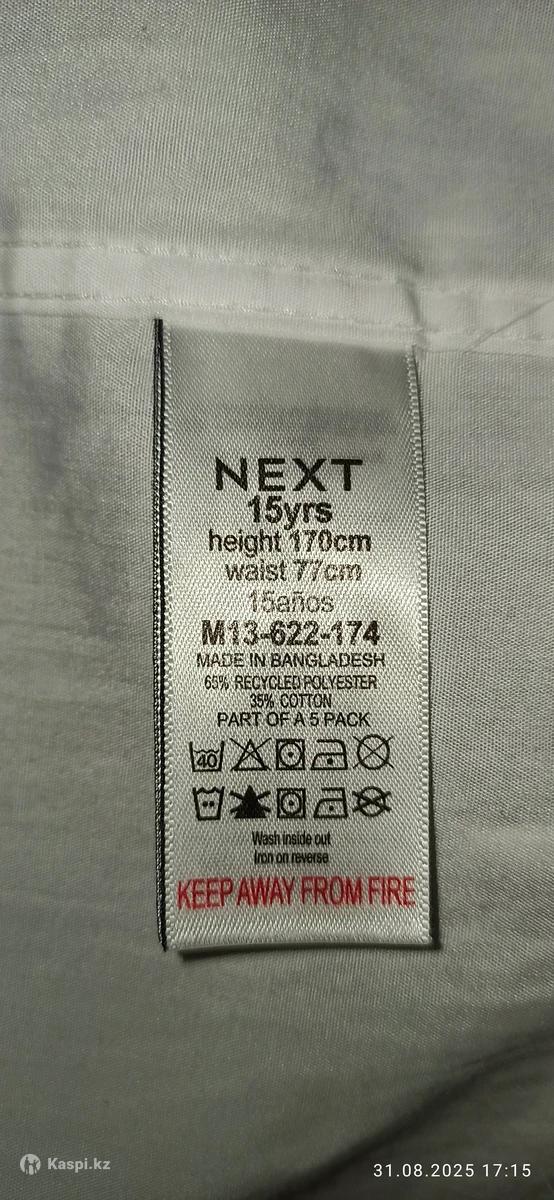 NEXT
15yrs
height 170cm
waist 77cm
15años
M13-622-174
MADE IN BANGLADESH
65% RECYCLED POLYESTER
35% COTTON
PART OF A 5 PACK
40
Wash inside out
Iron on reverse
KEEP AWAY FROM FIRE
Kaspi.kz
31.08.2025 17:15